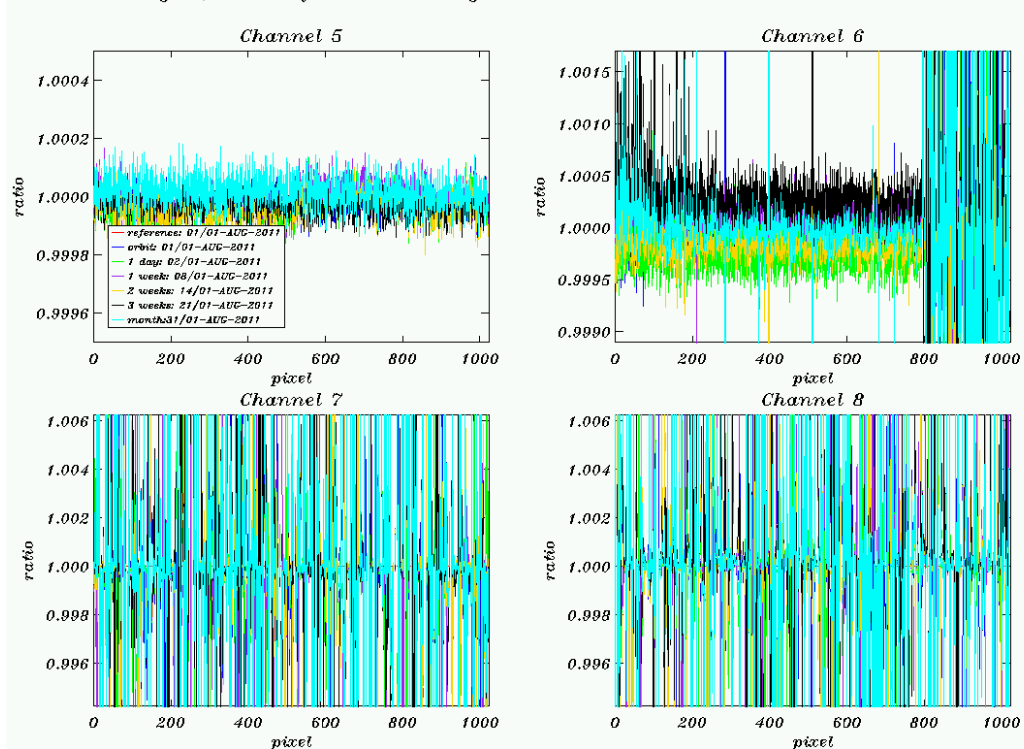 Channel 5
1.0004
1.0002
1.0000
0.9998
0.9996
ratio
reference: 01/01-AUG-2011
orbit: 01/01-AUG-2011
1 day: 02/01-AUG-2011
1 week: 08/01-AUG-2011
2 weeks: 14/01-AUG-2011
3 weeks: 21/01-AUG-2011
month:31/01-AUG-2011
0 200 400 600 800 1000
pixel
Channel 6
1.0015
1.0010
1.0005
1.0000
0.9995
0.9990
ratio
0 200 400 600 800 1000
pixel
Channel 7
1.006
1.004
1.002
1.000
0.998
0.996
ratio
0 200 400 600 800 1000
pixel
Channel 8
1.006
1.004
1.002
1.000
0.998
0.996
ratio
0 200 400 600 800 1000
pixel